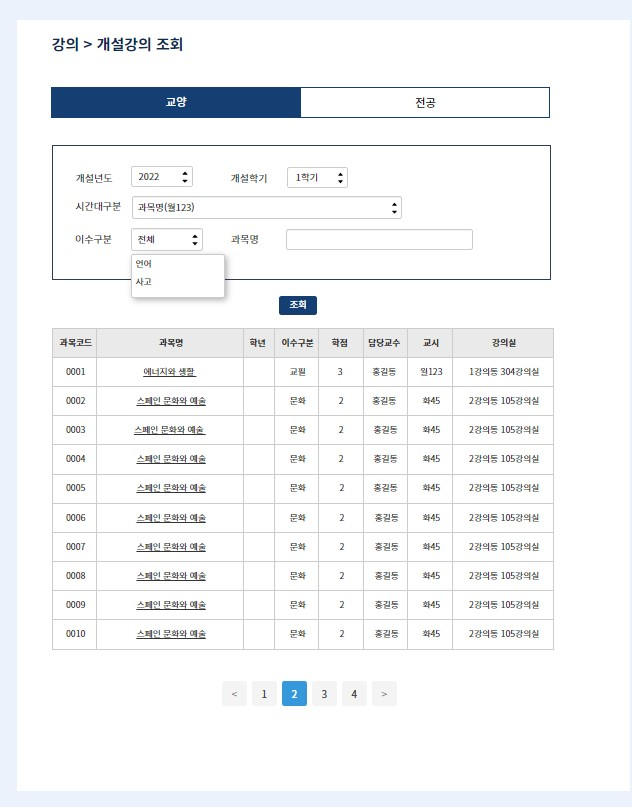 강의 > 개설강의 조회
교양 전공
개설년도 2022 개설학기 1학기
시간대구분 과목명(월123)
이수구분 전체 과목명
언어
사고
조회
과목코드 과목명 학년 이수구분 학점 담당교수 교시 강의실
0001 에너지와 생활 교필 3 홍길동 월123 1강의동 304강의실
0002 스페인 문화와 예술 문화 2 홍길동 화45 2강의동 105강의실
0003 스페인 문화와 예술 문화 2 홍길동 화45 2강의동 105강의실
0004 스페인 문화와 예술 문화 2 홍길동 화45 2강의동 105강의실
0005 스페인 문화와 예술 문화 2 홍길동 화45 2강의동 105강의실
0006 스페인 문화와 예술 문화 2 홍길동 화45 2강의동 105강의실
0007 스페인 문화와 예술 문화 2 홍길동 화45 2강의동 105강의실
0008 스페인 문화와 예술 문화 2 홍길동 화45 2강의동 105강의실
0009 스페인 문화와 예술 문화 2 홍길동 화45 2강의동 105강의실
0010 스페인 문화와 예술 문화 2 홍길동 화45 2강의동 105강의실
< 1 2 3 4 >